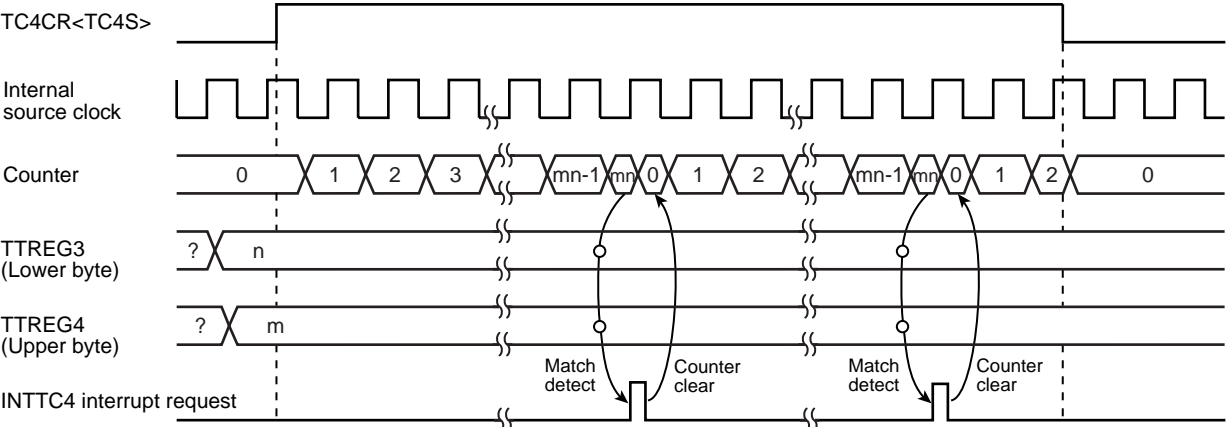 TC4CR<TC4S>
Internal
source clock
Counter
0 1 2 3 mn-1 mn 0 1 2 mn-1 mn 0 1 2 0
TTREG3
(Lower byte)
? n
TTREG4
(Upper byte)
? m
Match
detect
Counter
clear
Match
detect
Counter
clear
INTTC4 interrupt request